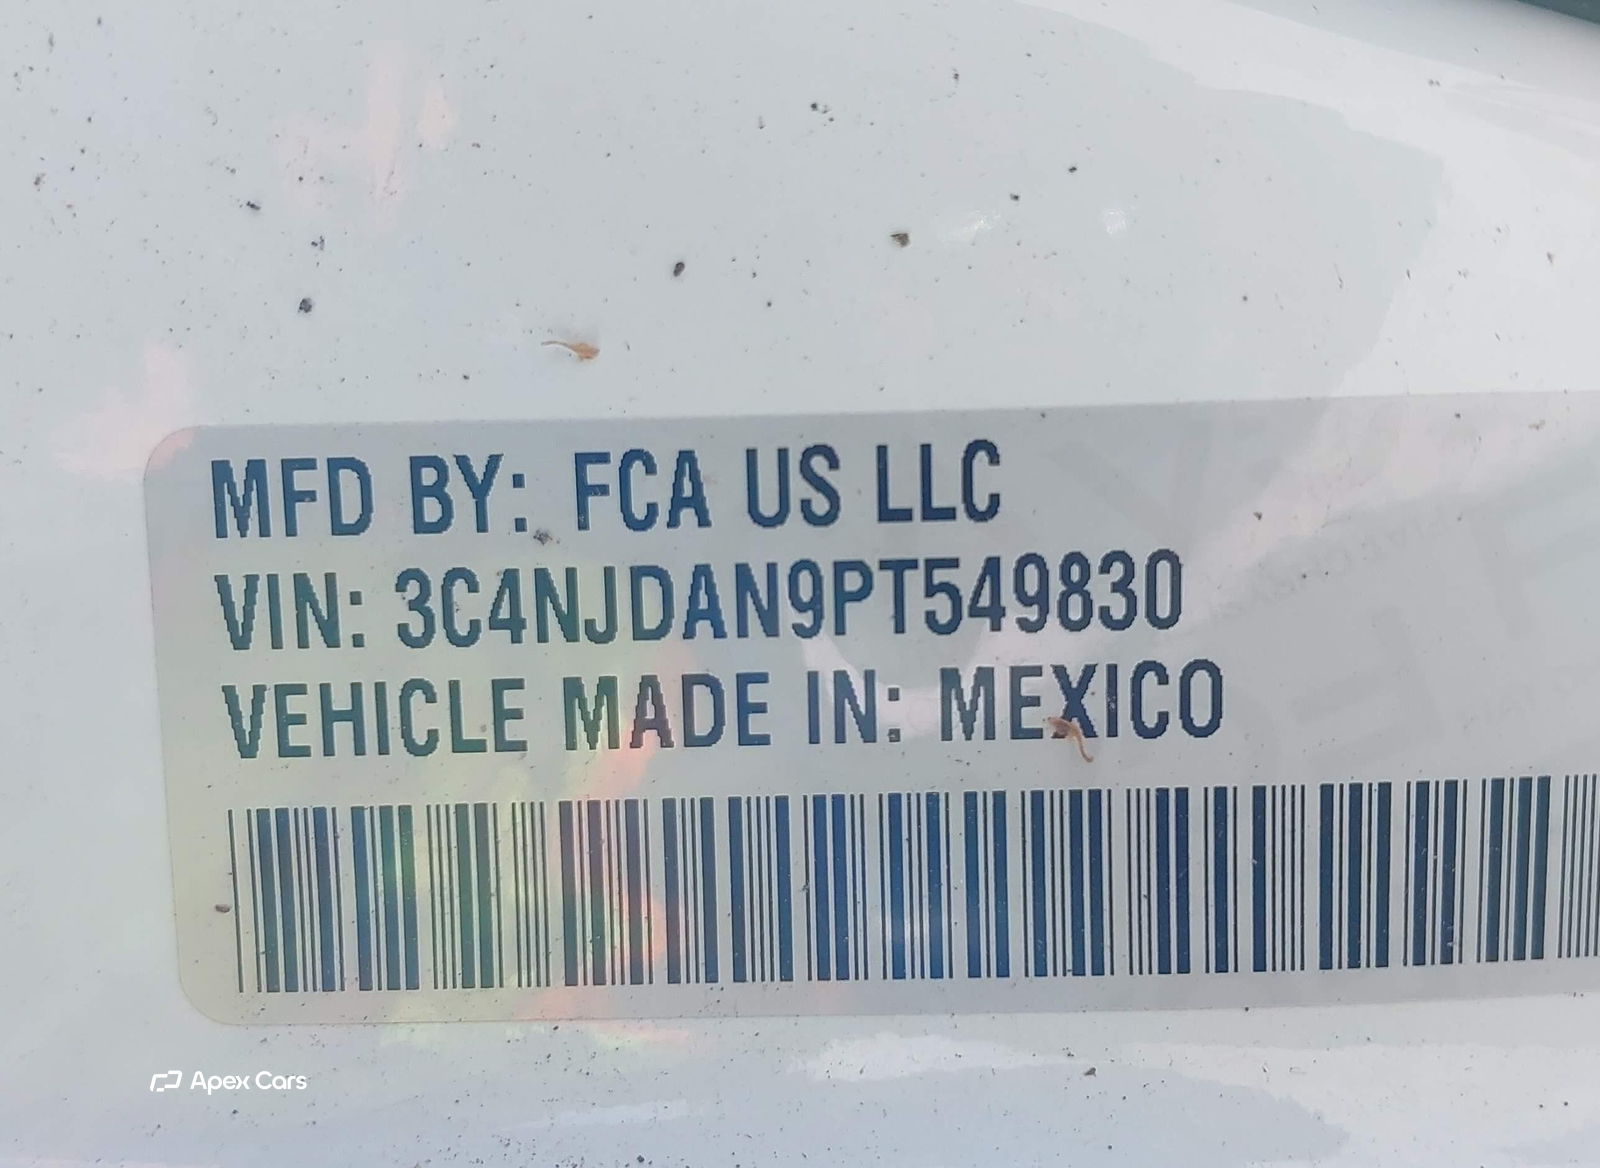 MFD BY: FCA US LLC
VIN: 3C4NJDAN9PT549830
VEHICLE MADE IN: MEXICO
Apex Cars